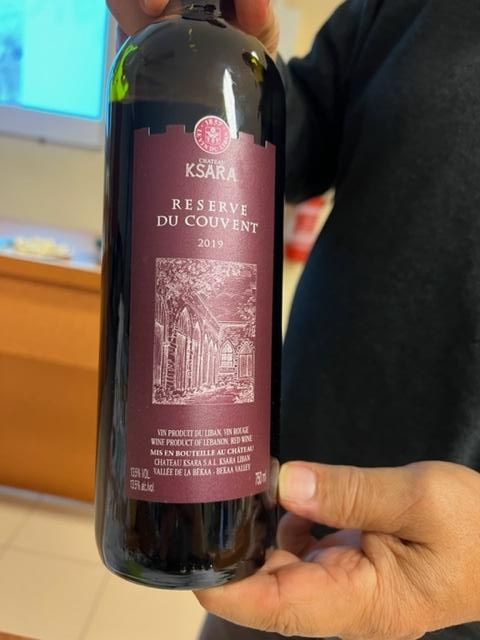 1857
CHATEAU
KSARA
RESERVE
DU COUVENT
2019
VIN PRODUIT DU LIBAN, VIN ROUGE
WINE PRODUCT OF LEBANON, RED WINE
MIS EN BOUTEILLE AU CHÂTEAU
CHATEAU KSARA S.A.L. KSARA LIBAN
VALLÉE DE LA BÉKAA - BEKAA VALLEY
13.5% VOL.
13.5% alc./vol
750 ml